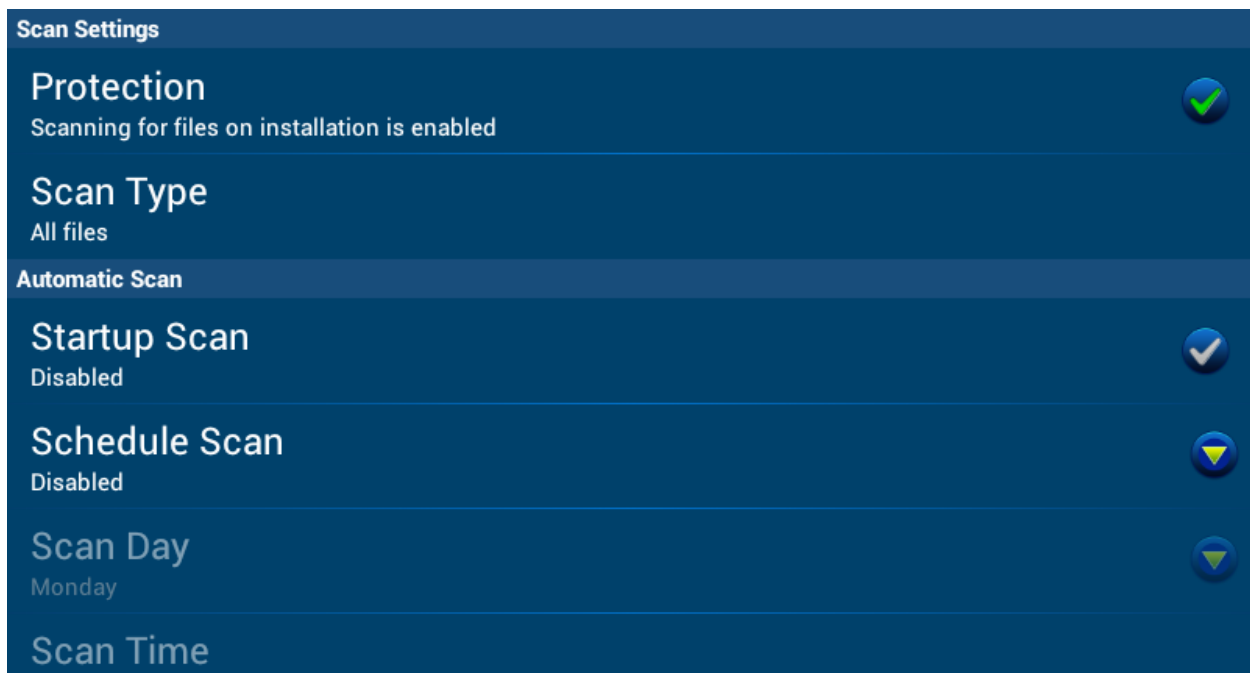 Scan Settings
Protection
Scanning for files on installation is enabled
Scan Type
All files
Automatic Scan
Startup Scan
Disabled
Schedule Scan
Disabled
Scan Day
Monday
Scan Time